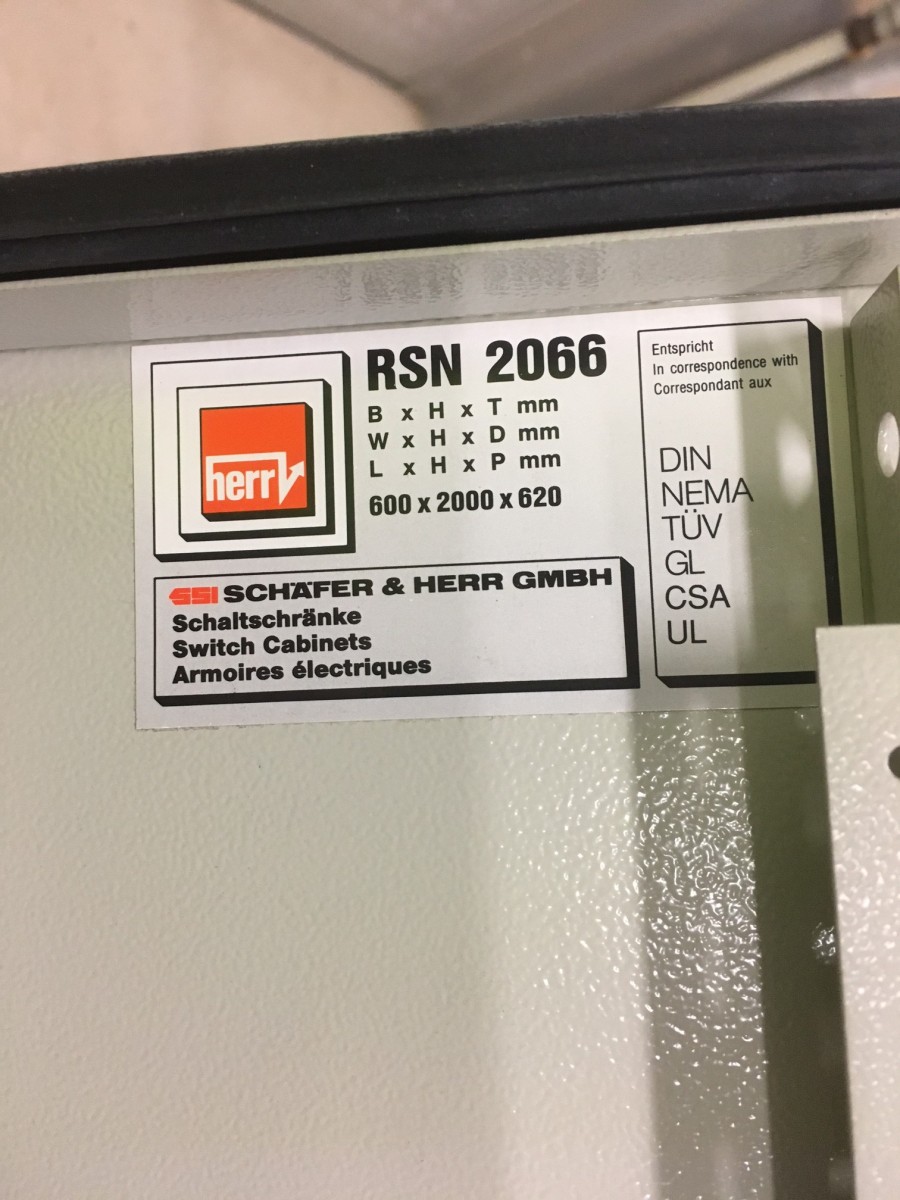 herr
RSN 2066
B x H x T mm
W x H x D mm
L x H x P mm
600 x 2000 x 620
SSI SCHÄFER & HERR GMBH
Schaltschränke
Switch Cabinets
Armoires électriques
Entspricht
In correspondence with
Correspondant aux
DIN
NEMA
TÜV
GL
CSA
UL